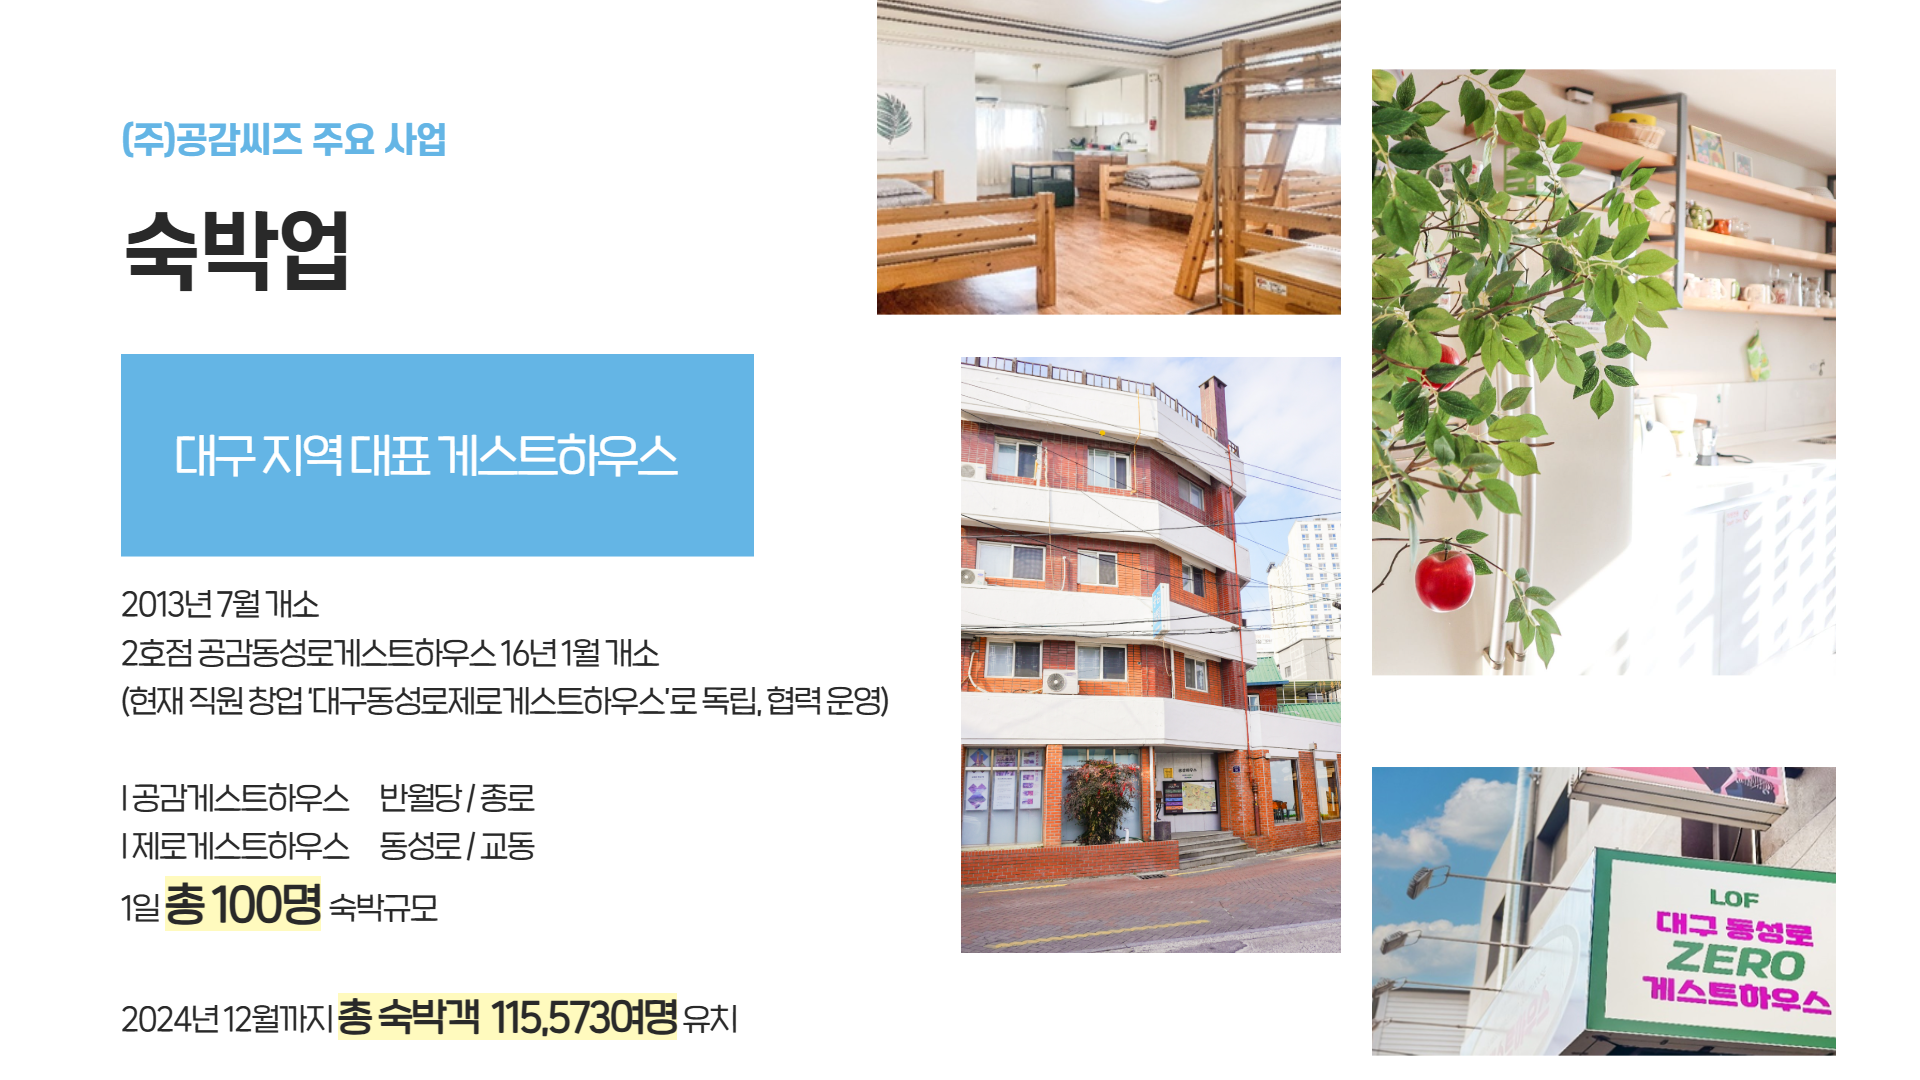 (주)공감씨즈 주요 사업
숙박업
대구 지역 대표 게스트하우스
2013년 7월 개소
2호점 공감동성로게스트하우스 16년 1월 개소
(현재 직원 창업 '대구동성로제로게스트하우스'로 독립, 협력 운영)
I 공감게스트하우스 반월당 / 종로
I 제로게스트하우스 동성로 / 교동
1일 총 100명 숙박규모
2024년 12월까지 총 숙박객 115,573여명 유치
LOF
대구 동성로
ZERO
게스트하우스